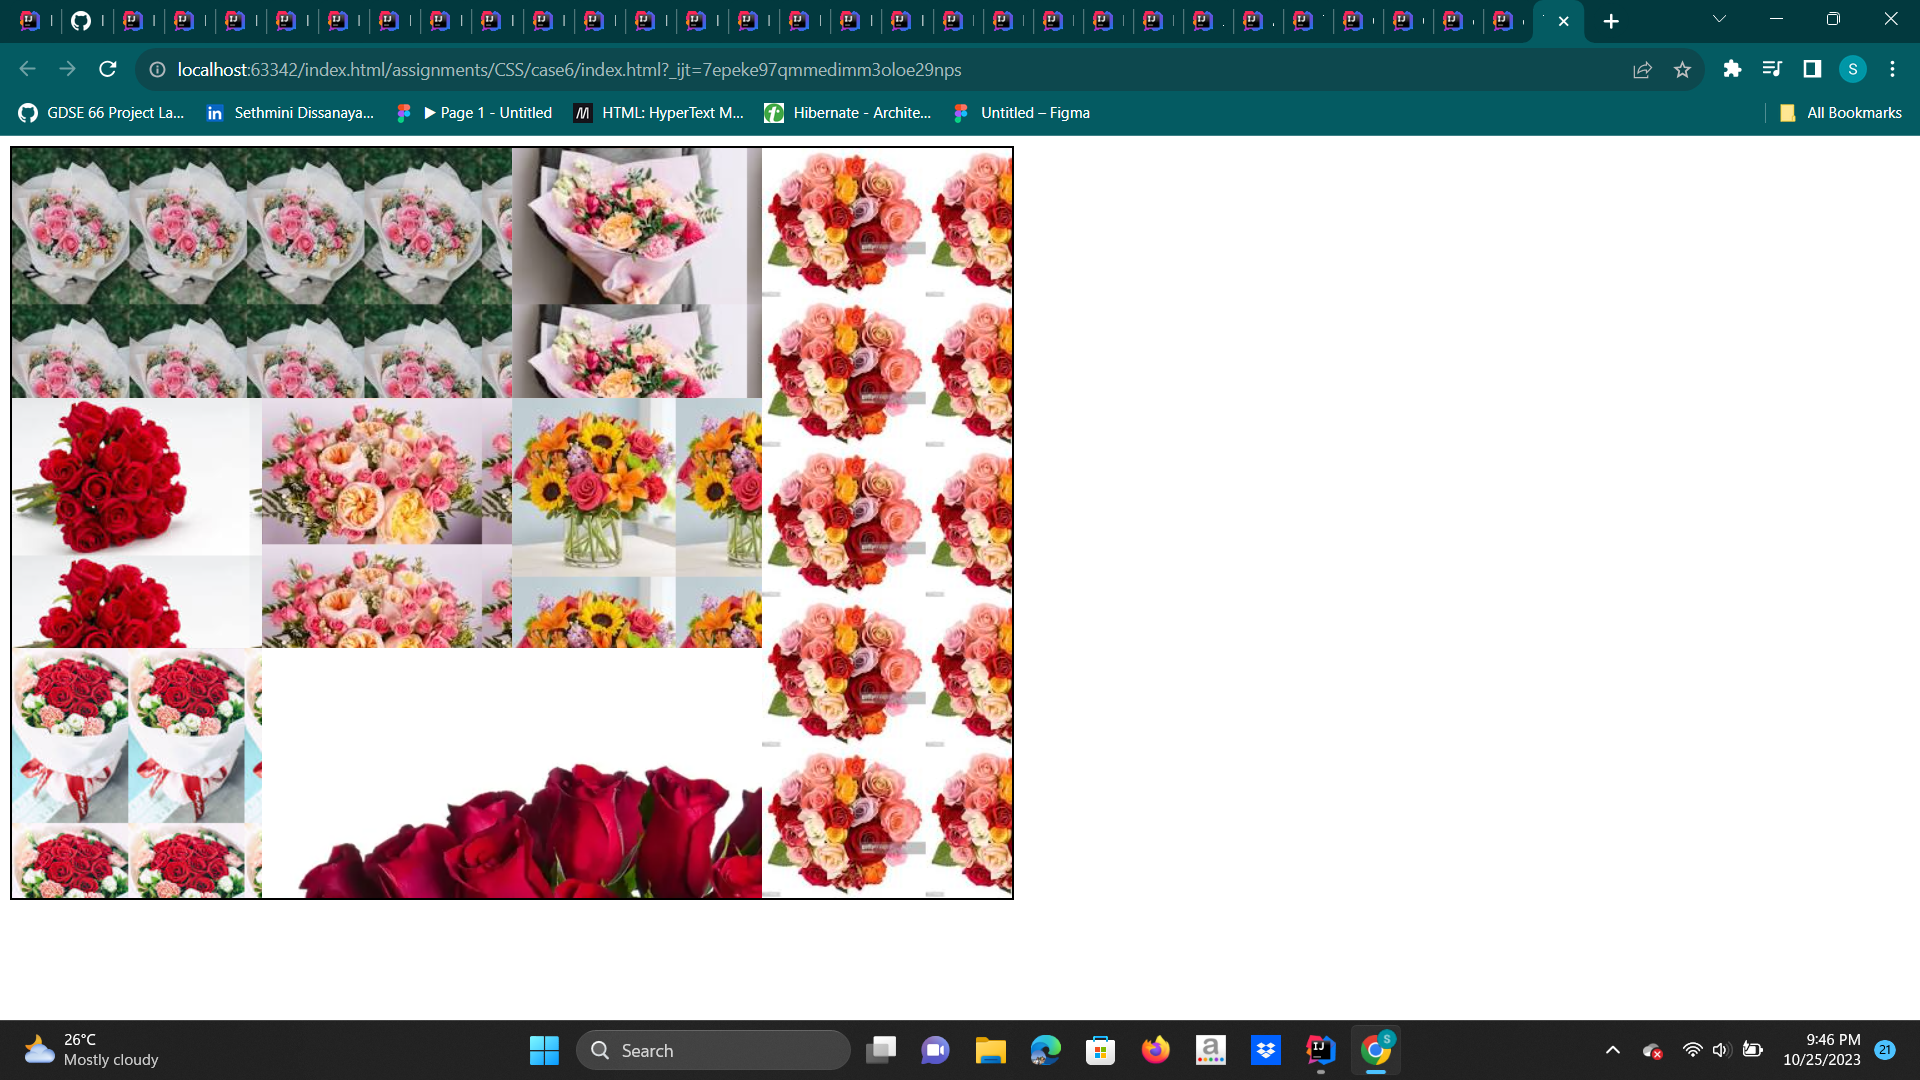 localhost:63342/index.html/assignments/CSS/case6/index.html?_ijt=7epeke97qmmedimm3oloe29nps
S
GDSE 66 Project La...
in
Sethmini Dissanaya...
▶ Page 1 - Untitled
M
HTML: HyperText M...
Hibernate - Archite...
Untitled – Figma
All Bookmarks
26°C
Mostly cloudy
Search
a
IJ
S
9:46 PM
10/25/2023
21